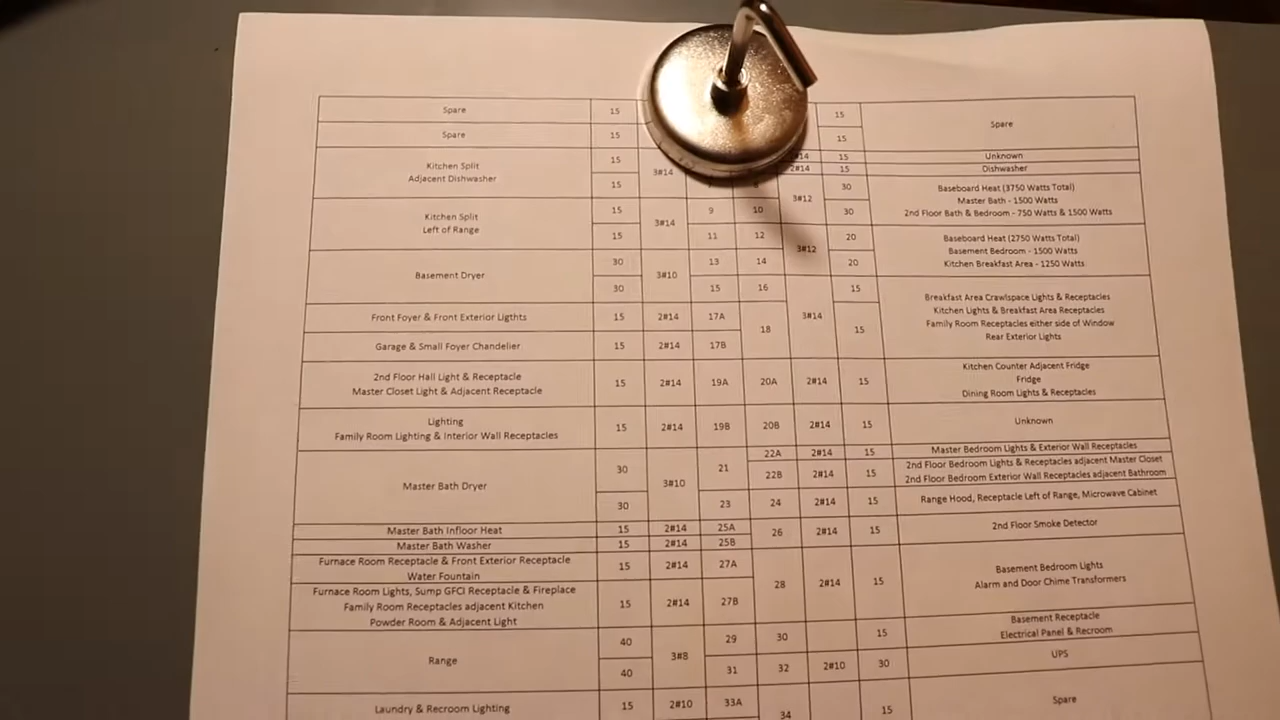 Spare 15 15 Spare
Spare 15 15
Kitchen Split
Adjacent Dishwasher
15 3#14 15 Unknown
15 2#14 15 Dishwasher
Kitchen Split
Left of Range
15 3#14 9 10 3#12 30 Baseboard Heat (3750 Watts Total)
Master Bath - 1500 Watts
30 2nd Floor Bath & Bedroom - 750 Watts & 1500 Watts
15 11 12 3#12 20 Baseboard Heat (2750 Watts Total)
Basement Bedroom - 1500 Watts
20 Kitchen Breakfast Area - 1250 Watts
Basement Dryer 30 3#10 13 14
30 15 16 3#14 15 Breakfast Area Crawlspace Lights & Receptacles
Kitchen Lights & Breakfast Area Receptacles
Front Foyer & Front Exterior Ligthts 15 2#14 17A 18 15 Family Room Receptacles either side of Window
Rear Exterior Lights
Garage & Small Foyer Chandelier 15 2#14 17B
2nd Floor Hall Light & Receptacle
Master Closet Light & Adjacent Receptacle
15 2#14 19A 20A 2#14 15 Kitchen Counter Adjacent Fridge
Fridge
Dining Room Lights & Receptacles
Lighting
Family Room Lighting & Interior Wall Receptacles
15 2#14 19B 20B 2#14 15 Unknown
Master Bath Dryer 30 3#10 21 22A 2#14 15 Master Bedroom Lights & Exterior Wall Receptacles
22B 2#14 15 2nd Floor Bedroom Lights & Receptacles adjacent Master Closet
2nd Floor Bedroom Exterior Wall Receptacles adjacent Bathroom
30 23 24 2#14 15 Range Hood, Receptacle Left of Range, Microwave Cabinet
Master Bath Infloor Heat 15 2#14 25A 26 2#14 15 2nd Floor Smoke Detector
Master Bath Washer 15 2#14 25B
Furnace Room Receptacle & Front Exterior Receptacle
Water Fountain
15 2#14 27A 28 2#14 15 Basement Bedroom Lights
Alarm and Door Chime Transformers
Furnace Room Lights, Sump GFCI Receptacle & Fireplace
Family Room Receptacles adjacent Kitchen
Powder Room & Adjacent Light
15 2#14 27B
Range 40 3#8 29 30 15 Basement Receptacle
Electrical Panel & Recroom
40 31 32 2#10 30 UPS
Laundry & Recroom Lighting 15 2#10 33A 34 15 Spare